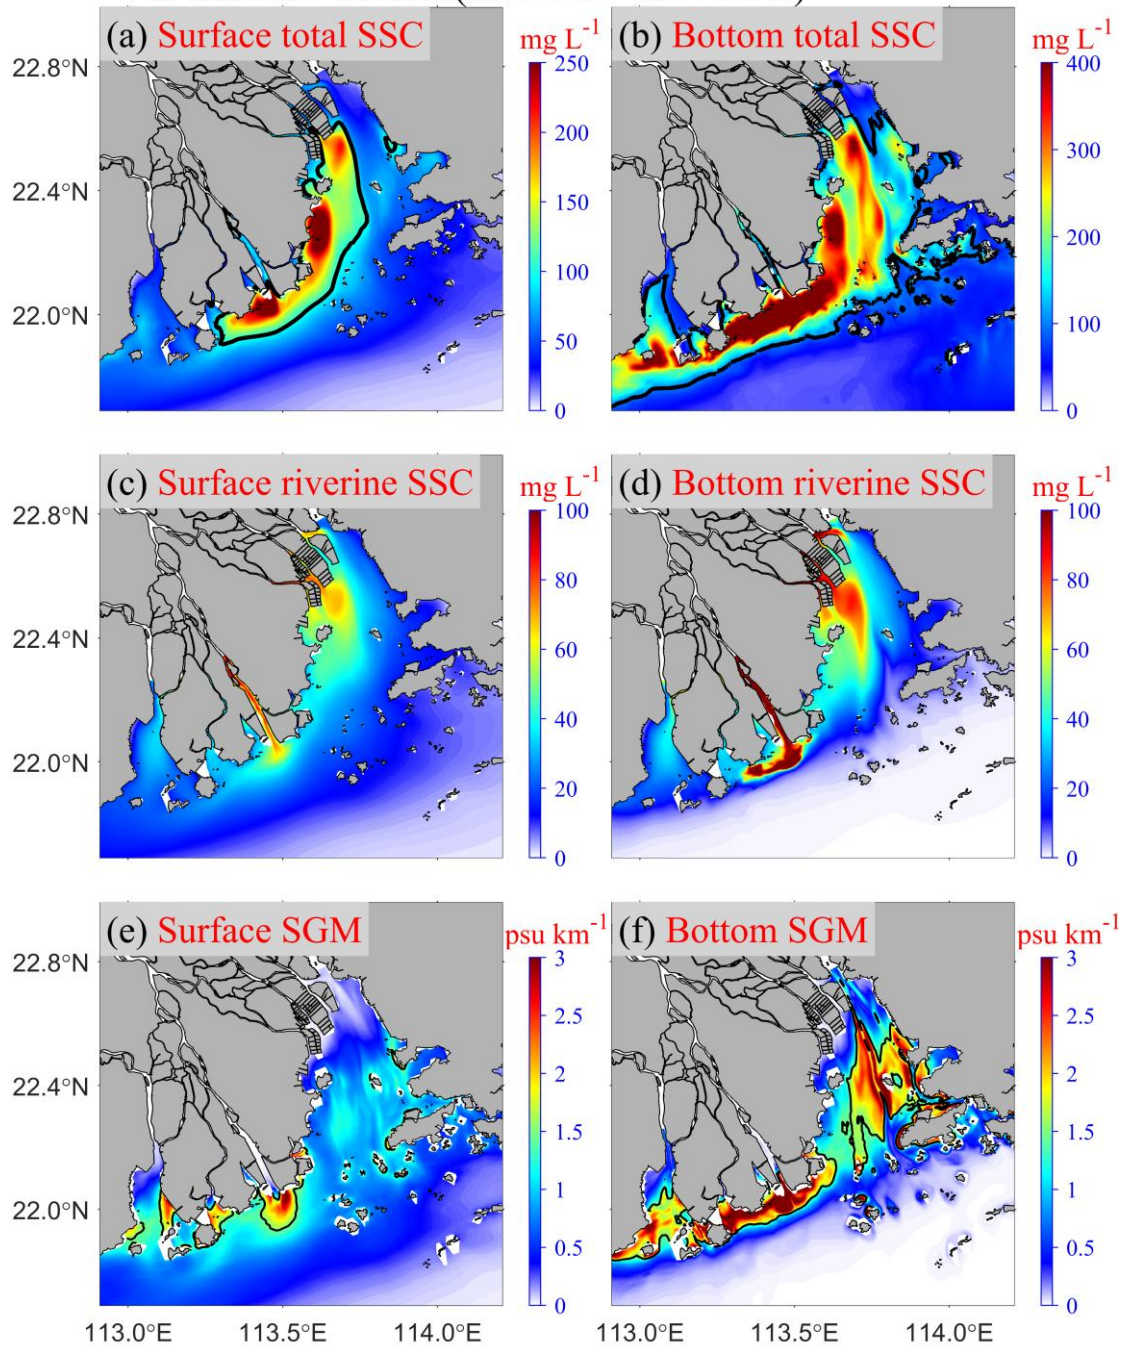 (a) Surface total SSC
mg L⁻¹
(b) Bottom total SSC
mg L⁻¹
22.8°N
22.4°N
22.0°N
250
200
150
100
50
0
400
300
200
100
0
(c) Surface riverine SSC
mg L⁻¹
(d) Bottom riverine SSC
mg L⁻¹
22.8°N
22.4°N
22.0°N
100
80
60
40
20
0
100
80
60
40
20
0
(e) Surface SGM
psu km⁻¹
(f) Bottom SGM
psu km⁻¹
22.8°N
22.4°N
22.0°N
3
2.5
2
1.5
1
0.5
0
3
2.5
2
1.5
1
0.5
0
113.0°E 113.5°E 114.0°E
113.0°E 113.5°E 114.0°E